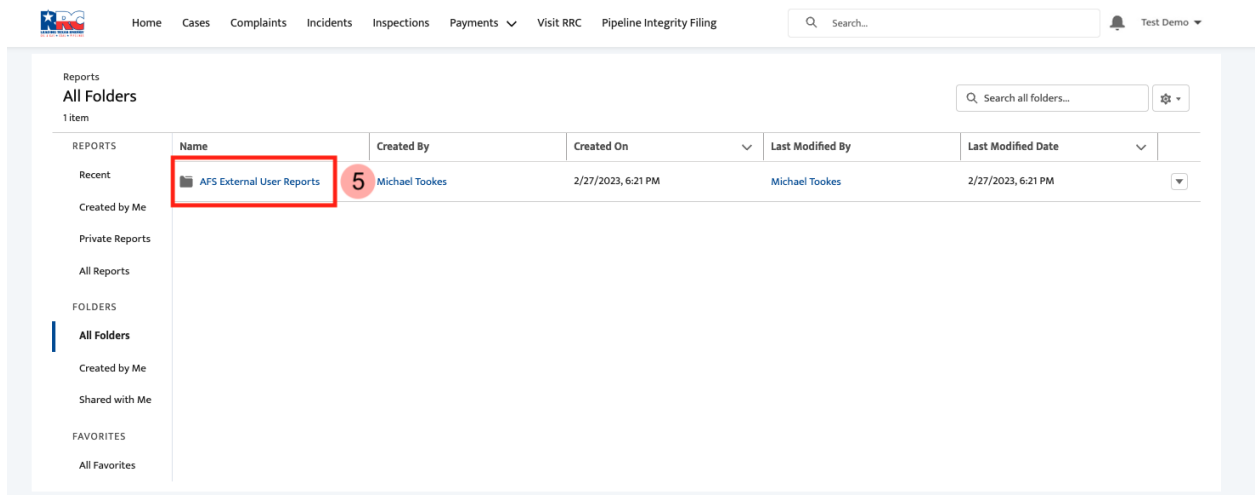 RRC
Home Cases Complaints Incidents Inspections Payments Visit RRC Pipeline Integrity Filing Search... Test Demo
Reports
All Folders
1 item
Search all folders...
REPORTS
Name Created By Created On Last Modified By Last Modified Date
Recent
AFS External User Reports 5 Michael Tookes 2/27/2023, 6:21 PM Michael Tookes 2/27/2023, 6:21 PM
Created by Me
Private Reports
All Reports
FOLDERS
All Folders
Created by Me
Shared with Me
FAVORITES
All Favorites